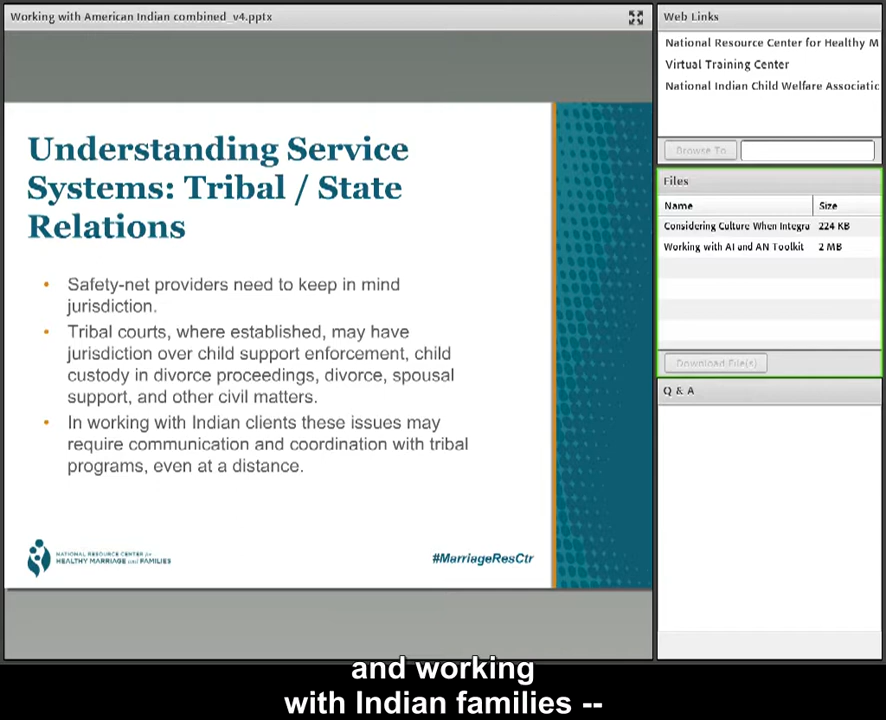 Working with American Indian combined_v4.pptx
Understanding Service
Systems: Tribal / State
Relations
• Safety-net providers need to keep in mind
jurisdiction.
• Tribal courts, where established, may have
jurisdiction over child support enforcement, child
custody in divorce proceedings, divorce, spousal
support, and other civil matters.
• In working with Indian clients these issues may
require communication and coordination with tribal
programs, even at a distance.
NATIONAL RESOURCE CENTER for
HEALTHY MARRIAGE and FAMILIES
#MarriageResCtr
Web Links
National Resource Center for Healthy M
Virtual Training Center
National Indian Child Welfare Associatic
Browse To
Files
Name Size
Considering Culture When Integra 224 KB
Working with AI and AN Toolkit 2 MB
Download File(s)
Q & A
and working
with Indian families --